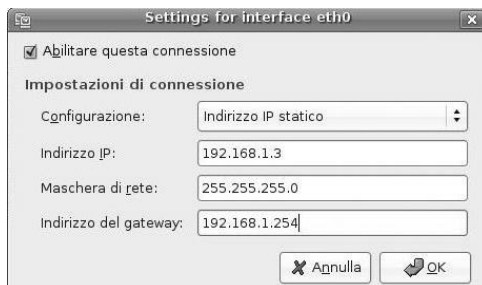 Settings for interface eth0
Abilitare questa connessione
Impostazioni di connessione
Configurazione: Indirizzo IP statico
Indirizzo IP: 192.168.1.3
Maschera di rete: 255.255.255.0
Indirizzo del gateway: 192.168.1.254
Annulla OK